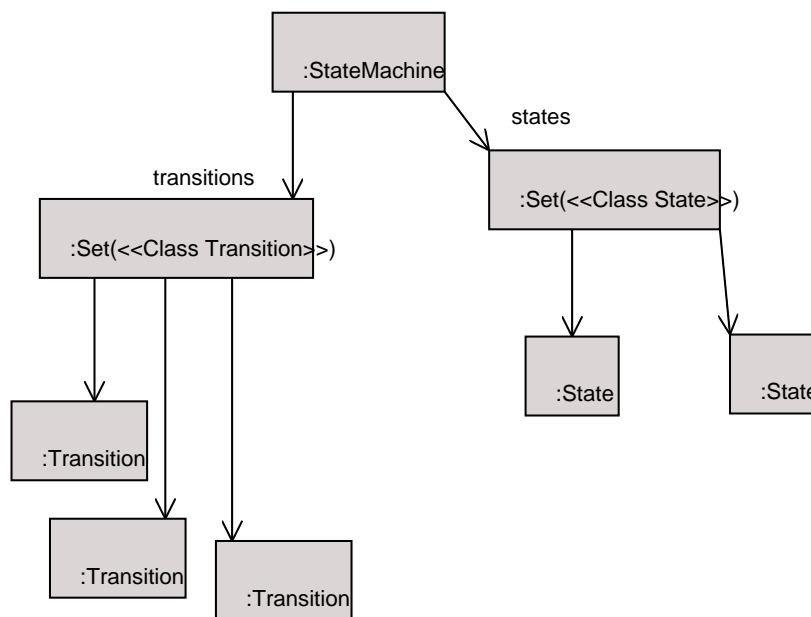 :StateMachine
states
transitions
:Set(<<Class State>>)
:Set(<<Class Transition>>)
:State
:State
:Transition
:Transition
:Transition